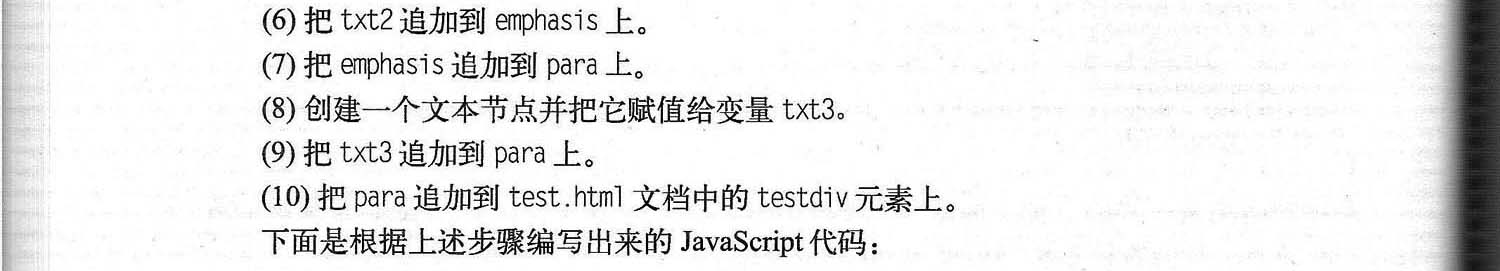 (6) 把 txt2 追加到 emphasis 上。
(7) 把 emphasis 追加到 para 上。
(8) 创建一个文本节点并把它赋值给变量 txt3。
(9) 把 txt3 追加到 para 上。
(10) 把 para 追加到 test.html 文档中的 testdiv 元素上。
下面是根据上述步骤编写出来的 JavaScript 代码：